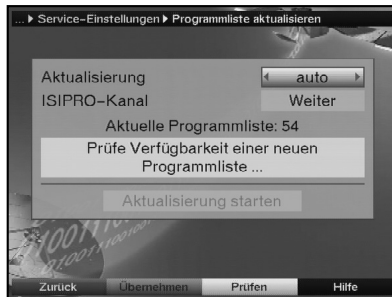 ... ▶ Service-Einstellungen ▶ Programmliste aktualisieren
Aktualisierung auto
ISIPRO-Kanal Weiter
Aktuelle Programmliste: 54
Prüfe Verfügbarkeit einer neuen
Programmliste ...
Aktualisierung starten
Zurück Übernehmen Prüfen Hilfe